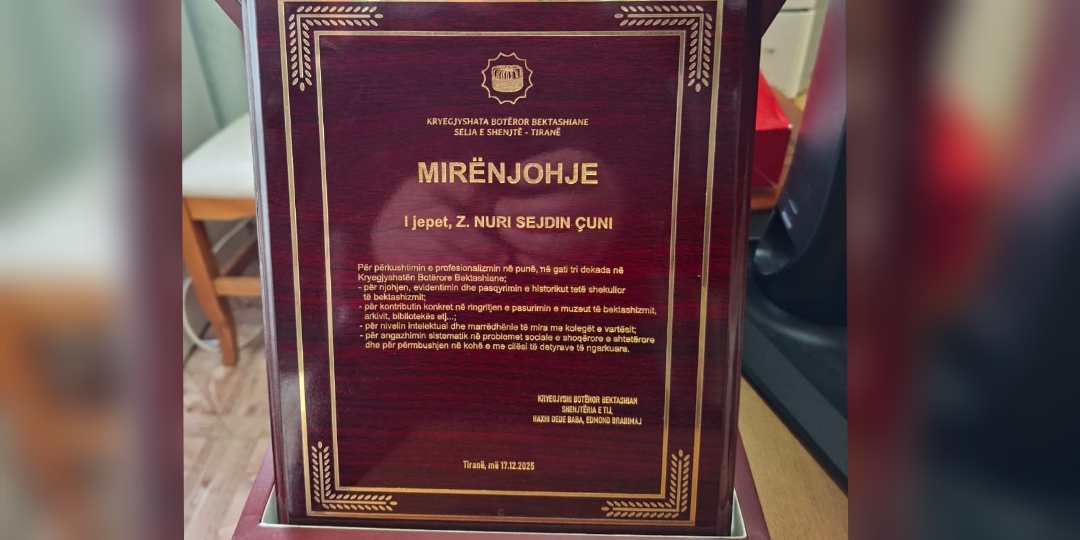 KRYEGJYSHATA BOTËROR BEKTASHIANE
SELIA E SHENJTË - TIRANË
MIRËNJOHJE
I jepet, Z. NURI SEJDIN ÇUNI
Për përkushtimin e profesionalizmin në punë, në gati tri dekada në
Kryegjyshatën Botërore Bektashiane;
- për njohjen, evidentimin dhe pasqyrimin e historikut tetë shekullor
të bektashizmit;
- për kontributin konkret në ringritjen e pasurimin e muzeut të bektashizmit,
arkivit, bibliotekës etj...;
- për nivelin intelektual dhe marrëdhënie të mira me kolegët e vartësit;
- për angazhimin sistematik në problemet sociale e shoqërore e shtetërore
dhe për përmbushjen në kohë e me cilësi të detyrave të ngarkuara.
KRYEGJYSHI BOTËROR BEKTASHIAN
SHENJTËRIA E TIJ,
HAXHI DEDE BABA, EDMOND BRAHIMAJ
Tiranë, më 17.12.2025